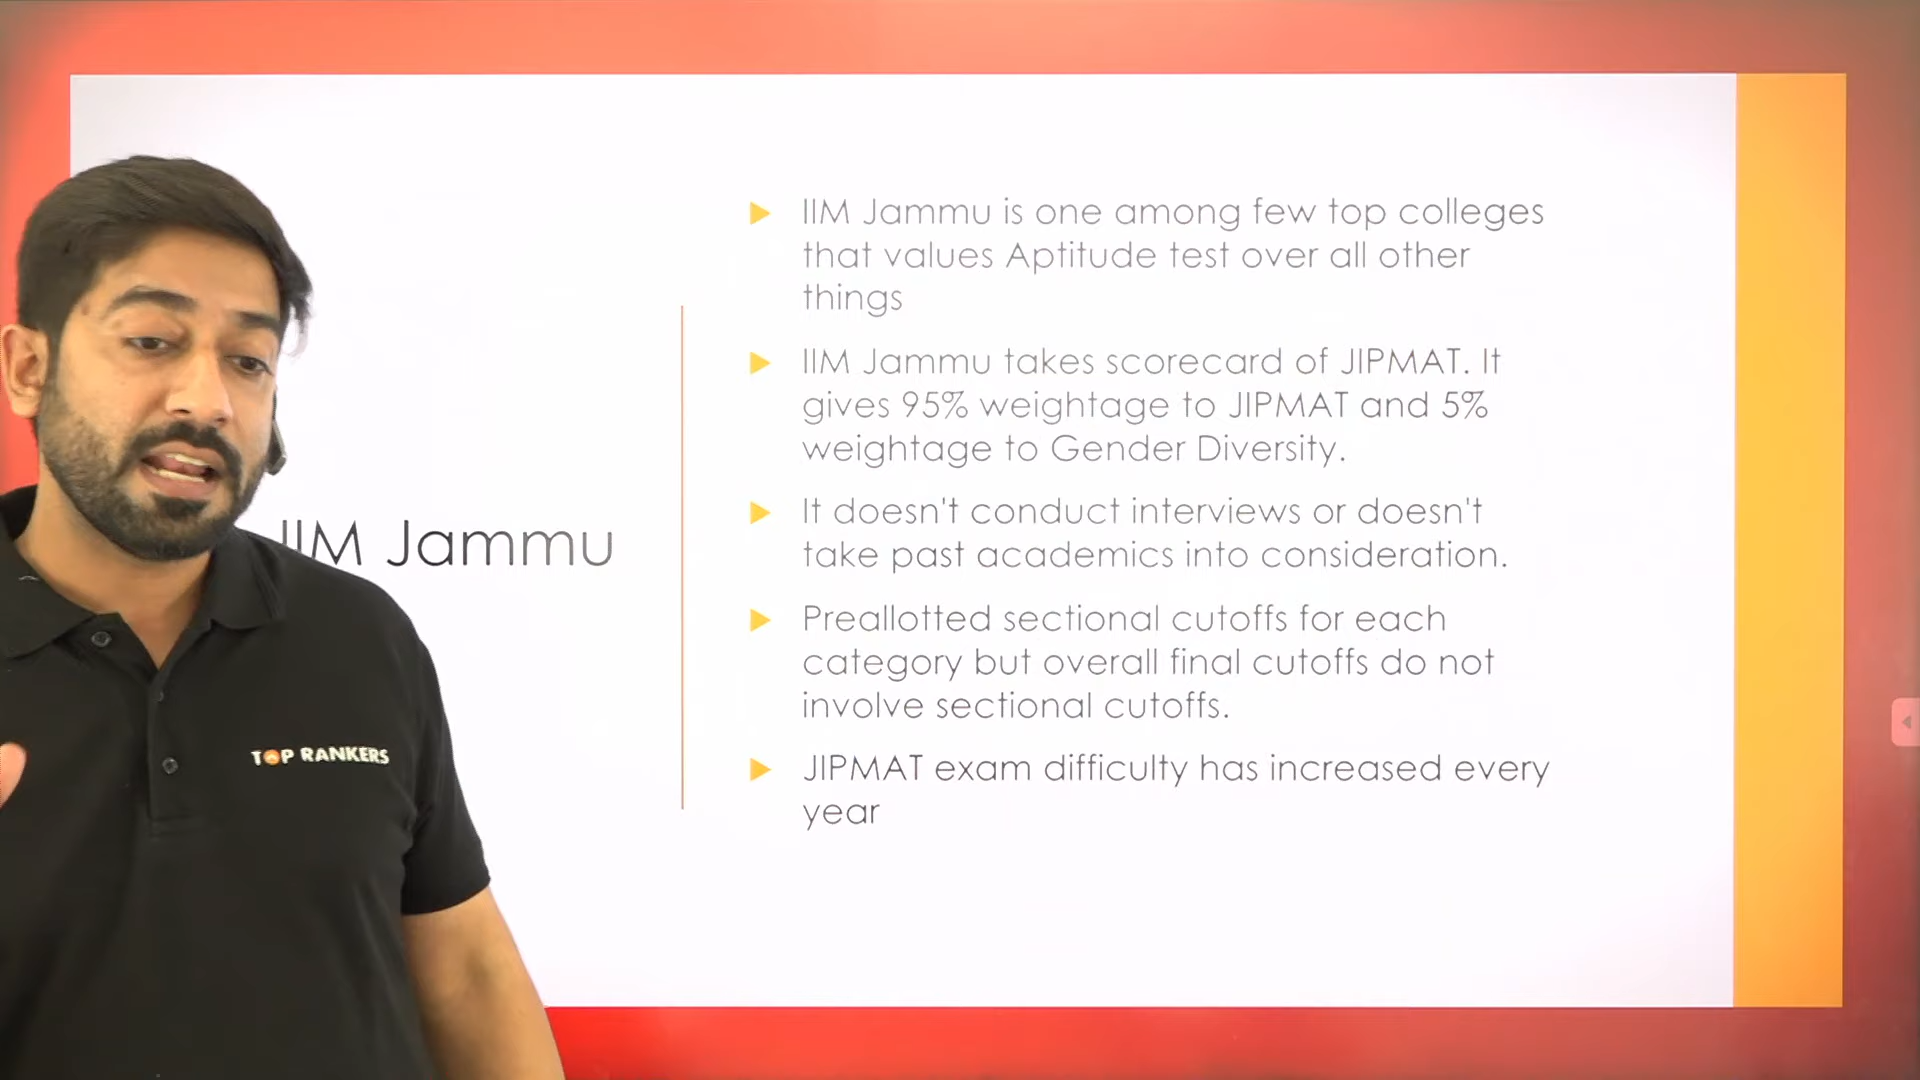 IIM Jammu is one among few top colleges
that values Aptitude test over all other
things
IIM Jammu takes scorecard of JIPMAT. It
gives 95% weightage to JIPMAT and 5%
weightage to Gender Diversity.
It doesn't conduct interviews or doesn't
take past academics into consideration.
Preallotted sectional cutoffs for each
category but overall final cutoffs do not
involve sectional cutoffs.
JIPMAT exam difficulty has increased every
year
IIM Jammu
TOP RANKERS